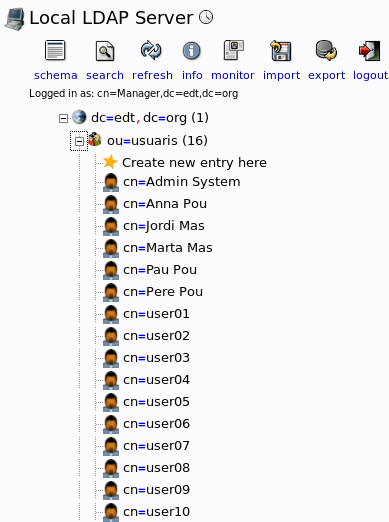 Local LDAP Server
schema search refresh info monitor import export logout
Logged in as: cn=Manager,dc=edt,dc=org
dc=edt, dc=org (1)
ou=usuaris (16)
Create new entry here
cn=Admin System
cn=Anna Pou
cn=Jordi Mas
cn=Marta Mas
cn=Pau Pou
cn=Pere Pou
cn=user01
cn=user02
cn=user03
cn=user04
cn=user05
cn=user06
cn=user07
cn=user08
cn=user09
cn=user10